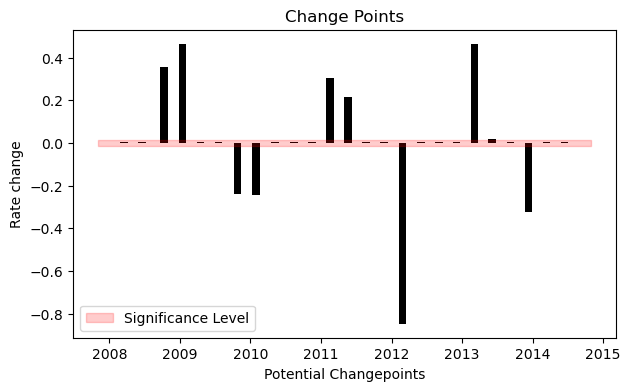 Change Points
Rate change
0.4
0.2
0.0
−0.2
−0.4
−0.6
−0.8
Significance Level
2008 2009 2010 2011 2012 2013 2014 2015
Potential Changepoints